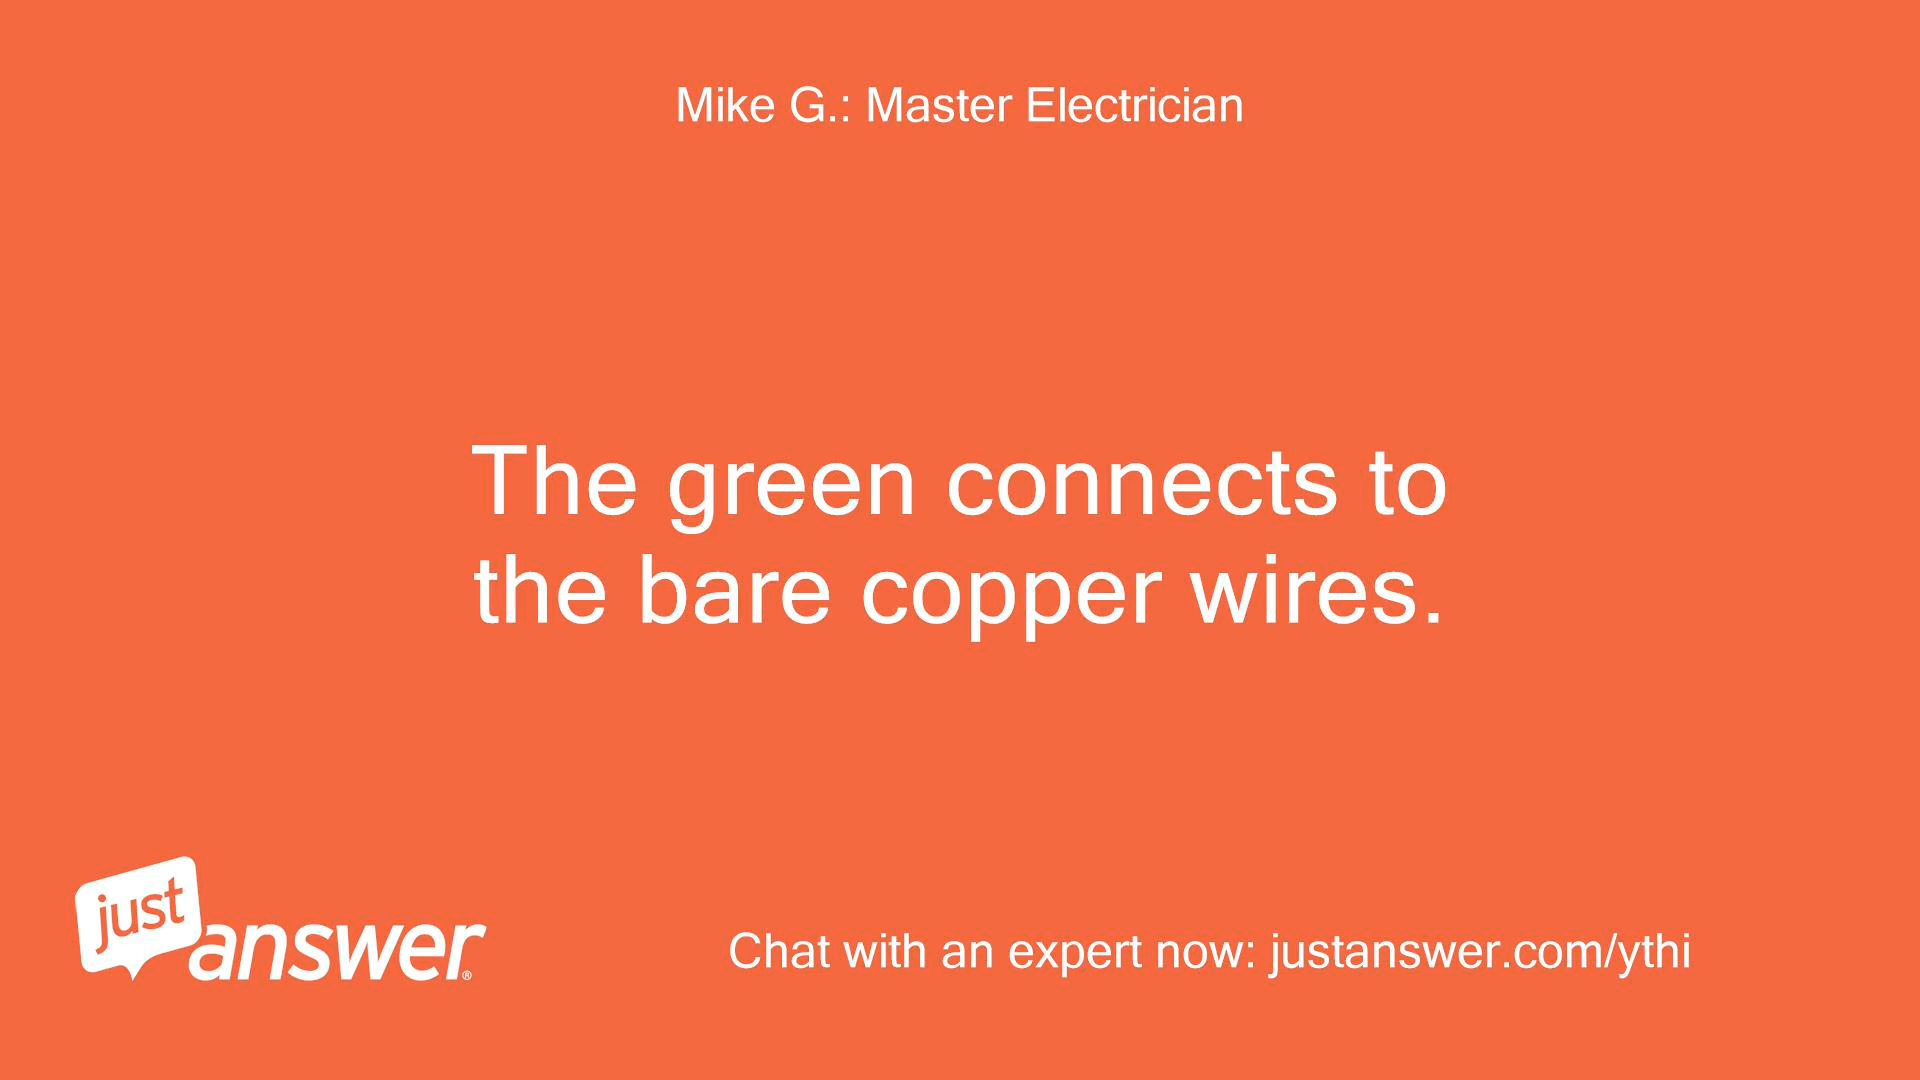 Mike G.: Master Electrician
The green connects to
the bare copper wires.
just
answer®
Chat with an expert now: justanswer.com/ythi